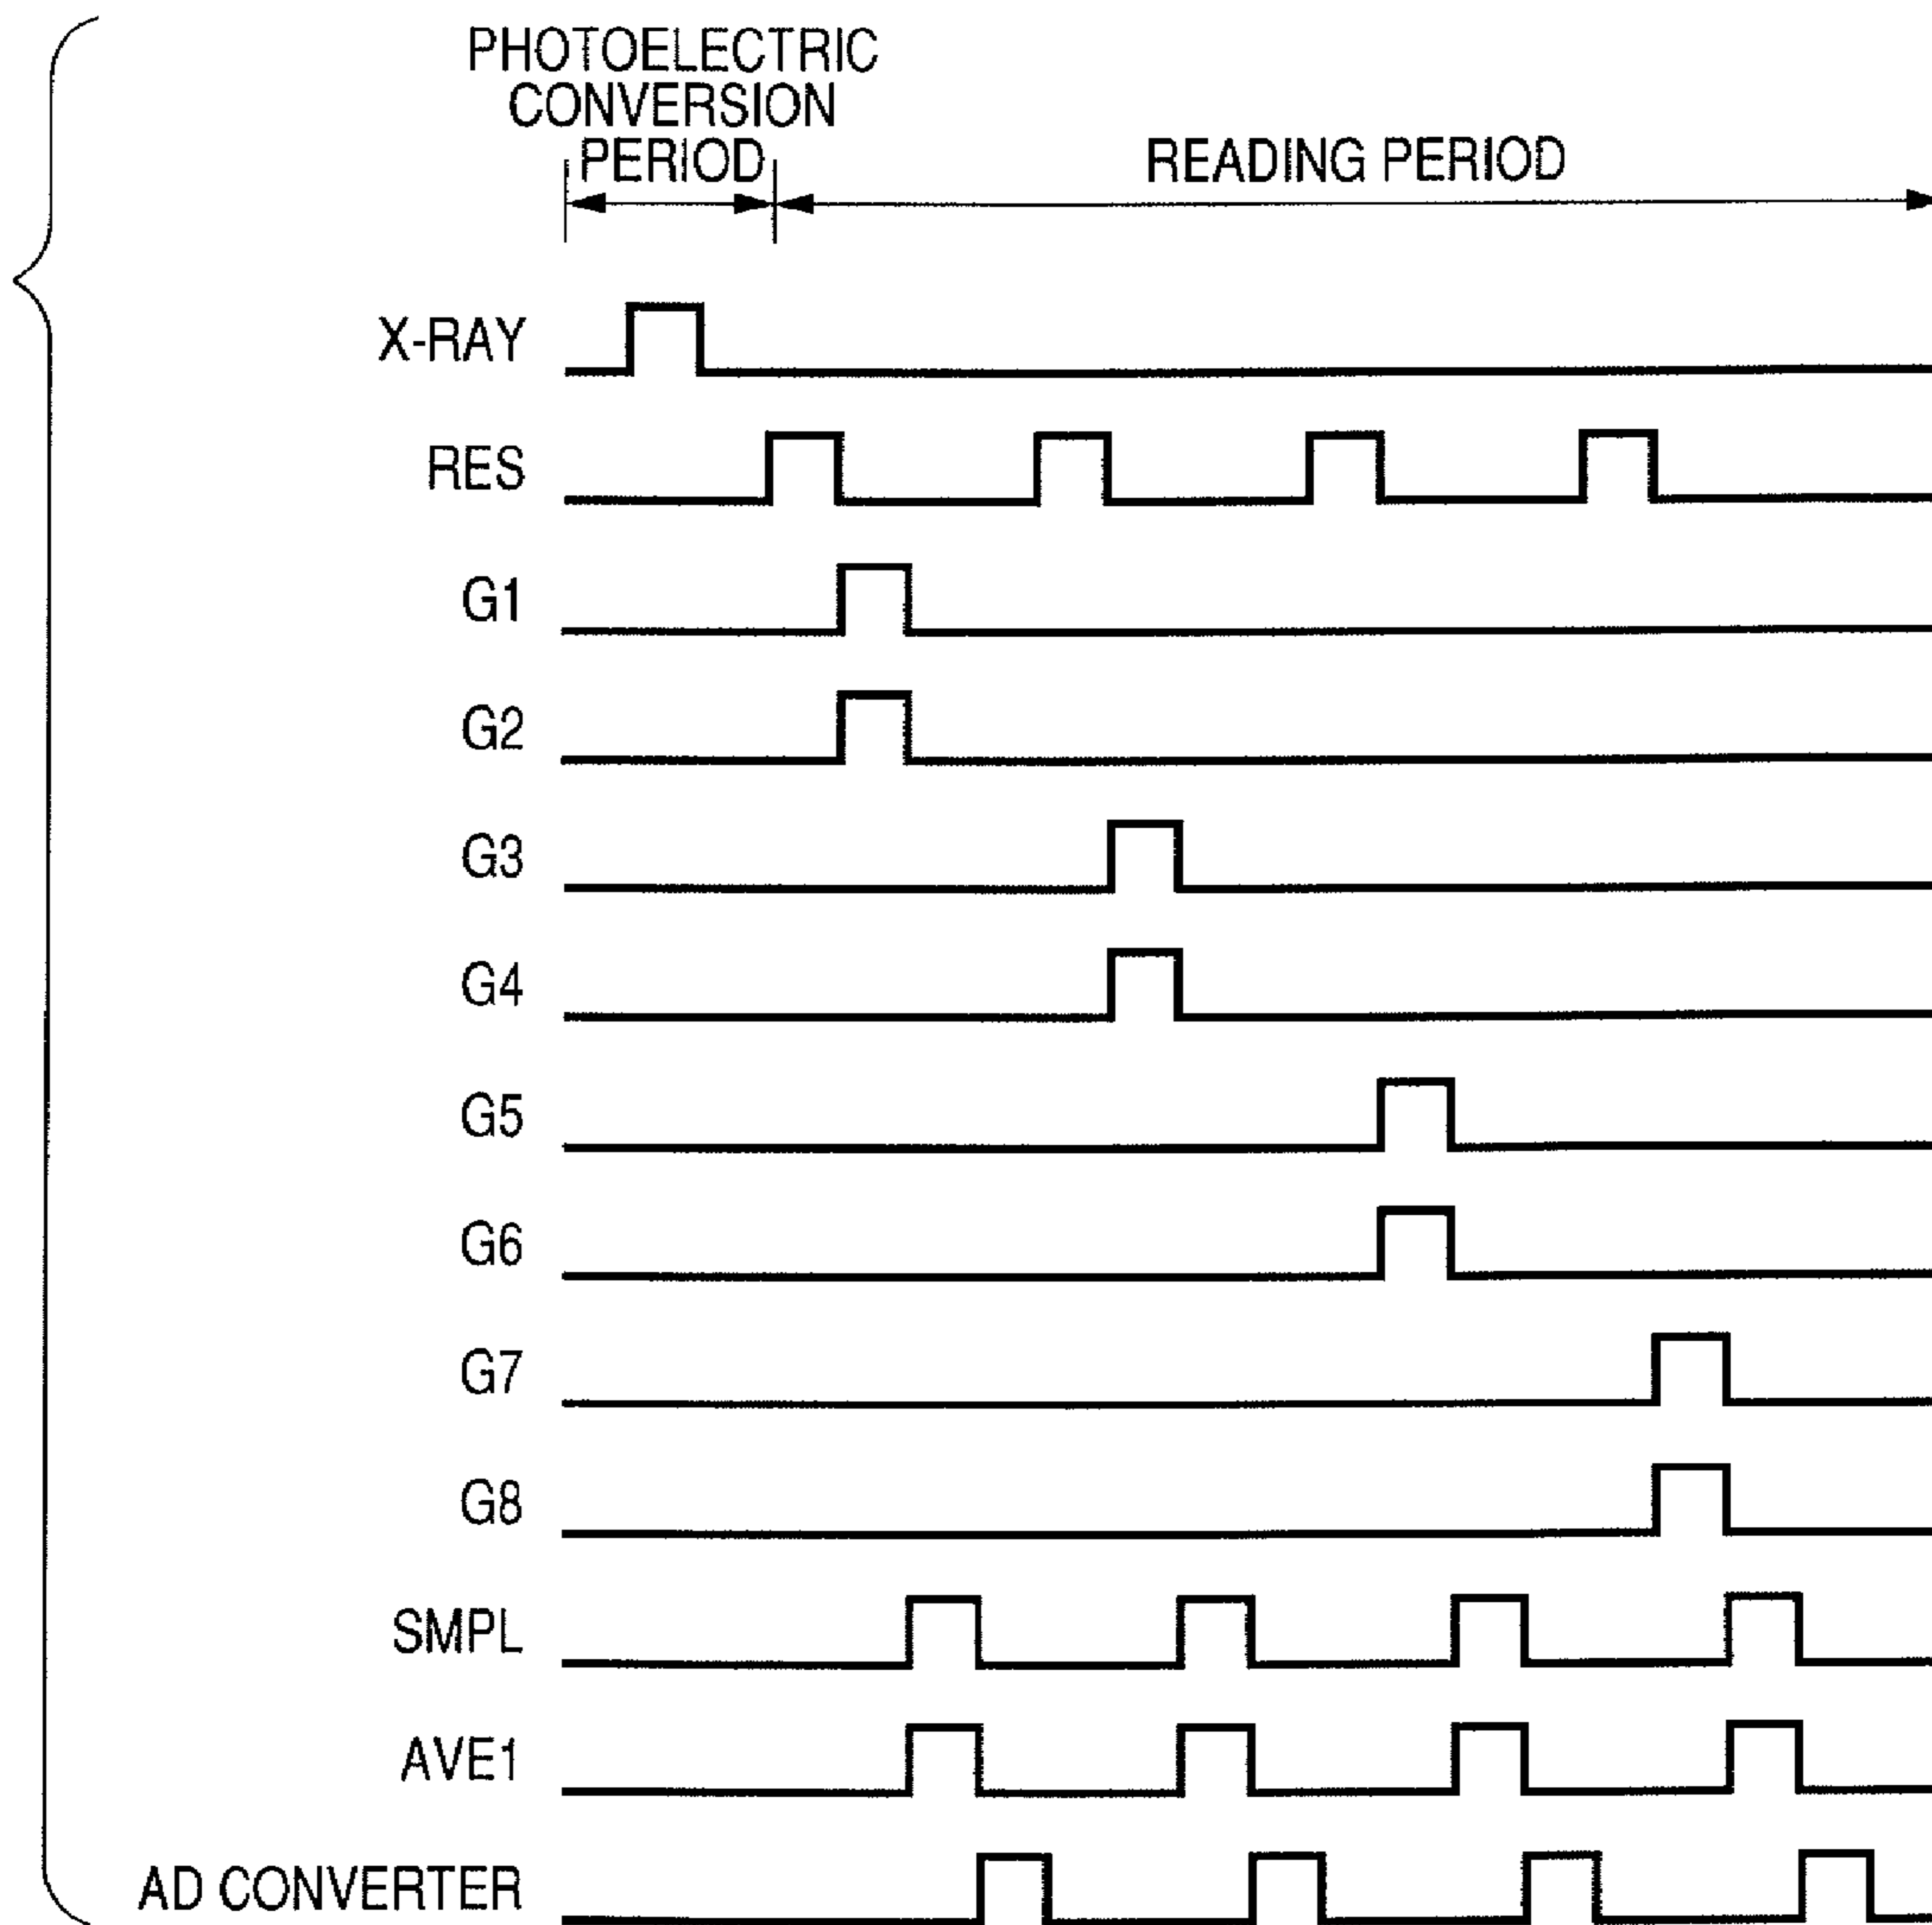 PHOTOELECTRIC
CONVERSION
PERIOD
READING PERIOD
X-RAY
RES
G1
G2
G3
G4
G5
G6
G7
G8
SMPL
AVE1
AD CONVERTER